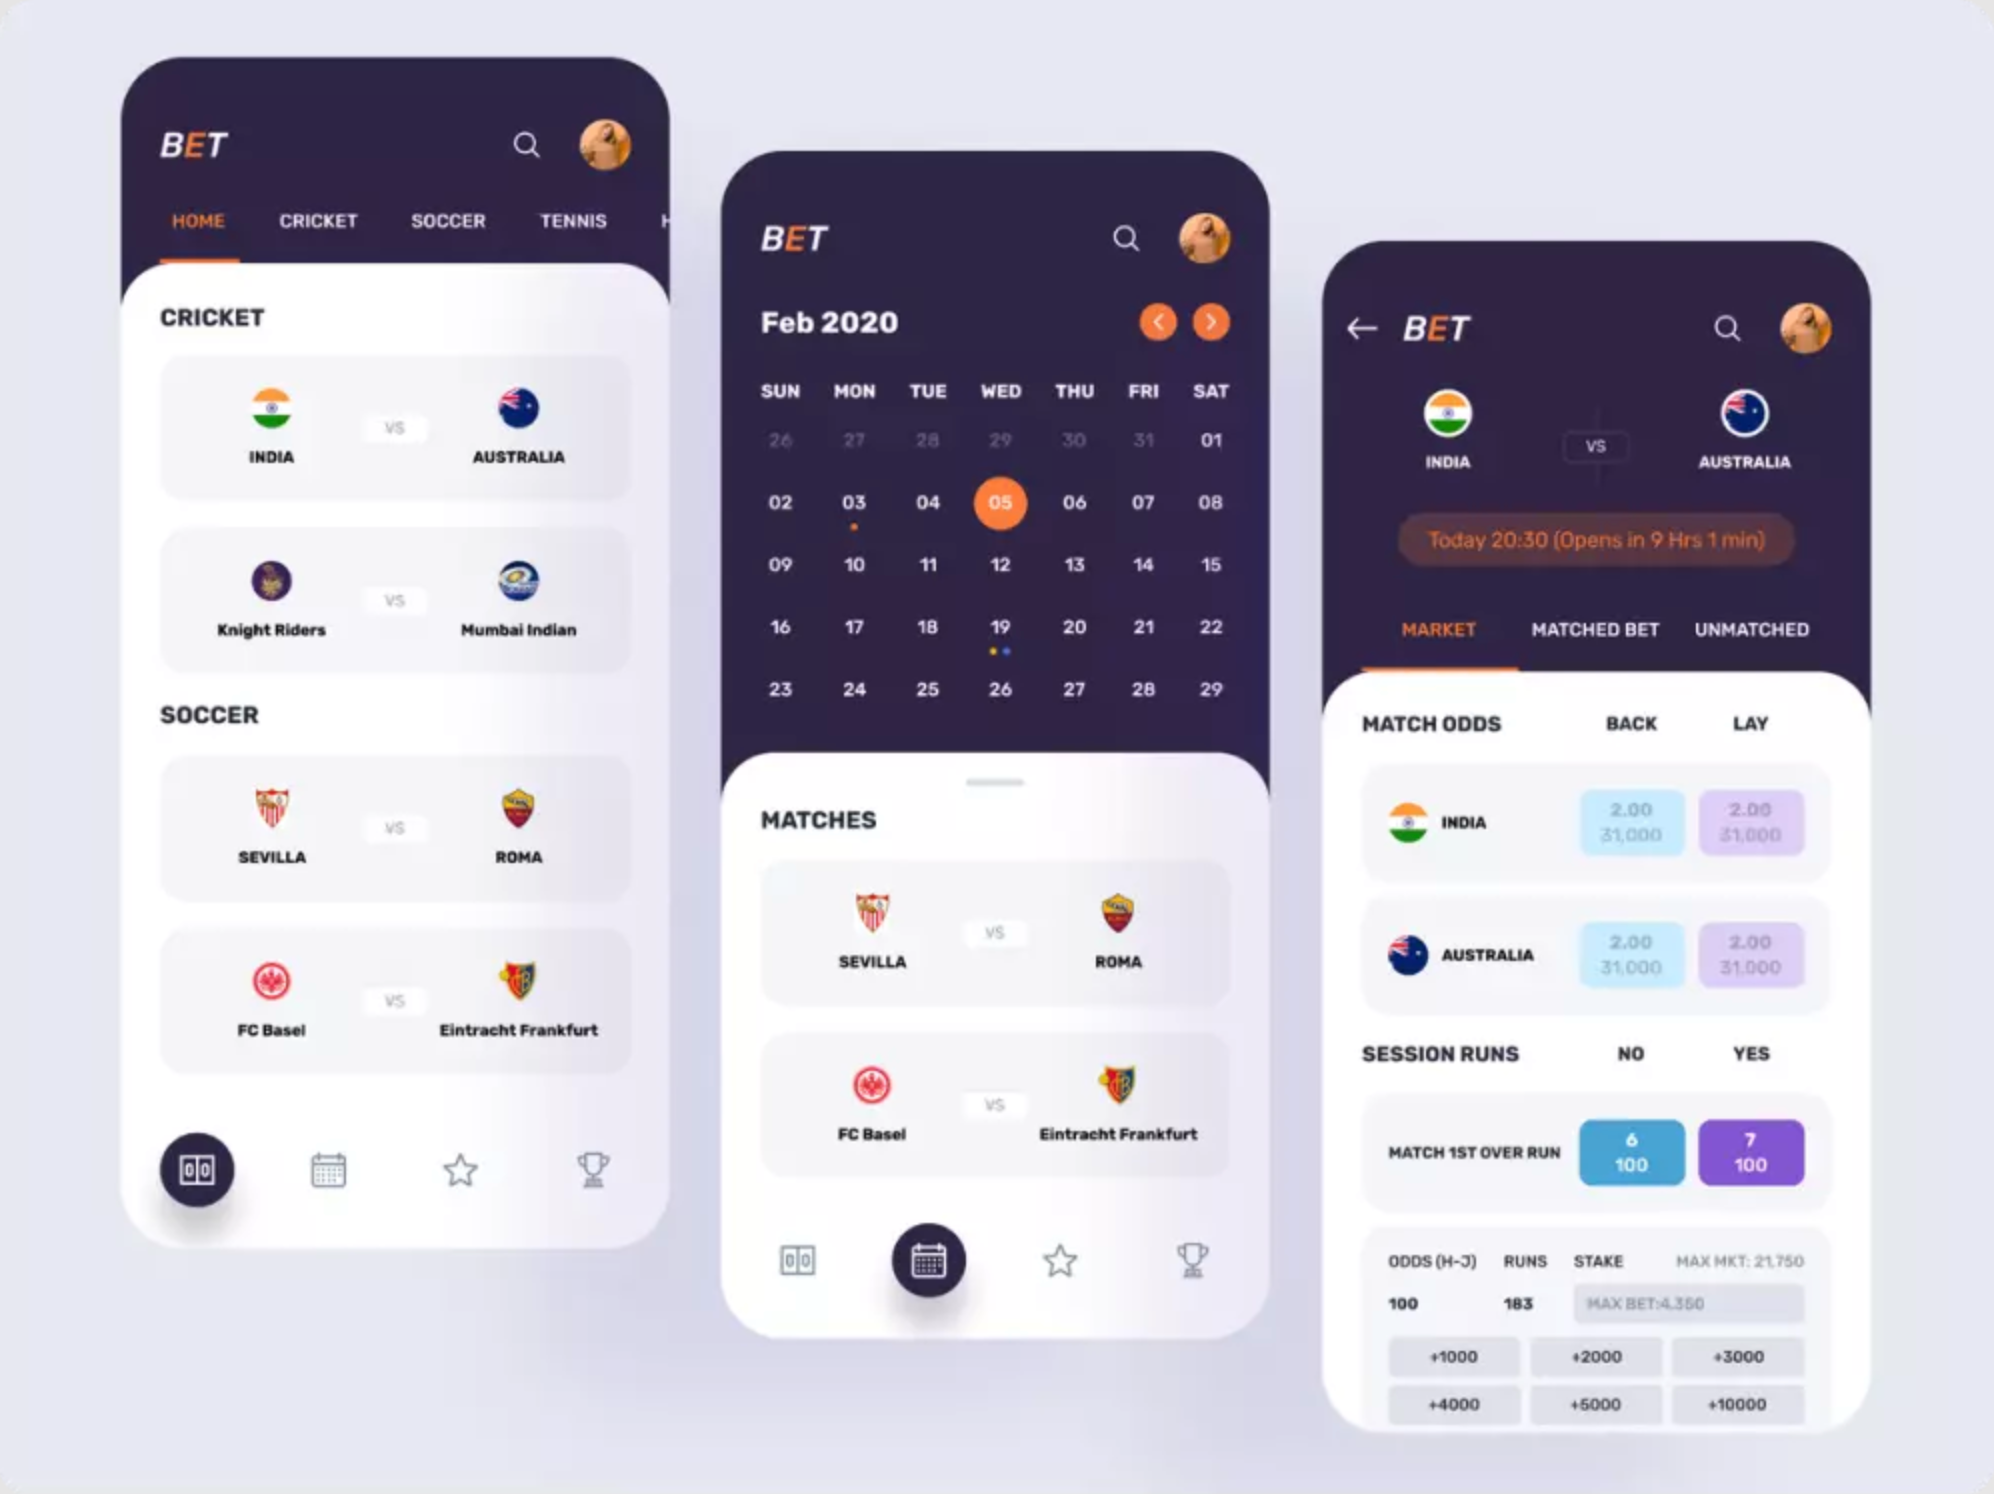 BET
HOME CRICKET SOCCER TENNIS
CRICKET
VS
INDIA AUSTRALIA
VS
Knight Riders Mumbai Indian
SOCCER
VS
SEVILLA ROMA
VS
FC Basel Eintracht Frankfurt
00
BET
Feb 2020
SUN MON TUE WED THU FRI SAT
26 27 28 29 30 31 01
02 03 04 05 06 07 08
09 10 11 12 13 14 15
16 17 18 19 20 21 22
23 24 25 26 27 28 29
MATCHES
VS
SEVILLA ROMA
VS
FC Basel Eintracht Frankfurt
00
BET
VS
INDIA AUSTRALIA
Today 20:30 (Opens in 9 Hrs 1 min)
MARKET MATCHED BET UNMATCHED
MATCH ODDS BACK LAY
INDIA
2.00 2.00
31,000 31,000
AUSTRALIA
2.00 2.00
31,000 31,000
SESSION RUNS NO YES
MATCH 1ST OVER RUN
6 7
100 100
ODDS (H-J) RUNS STAKE MAX MKT: 21,750
100 183 MAX BET:4,350
+1000 +2000 +3000
+4000 +5000 +10000